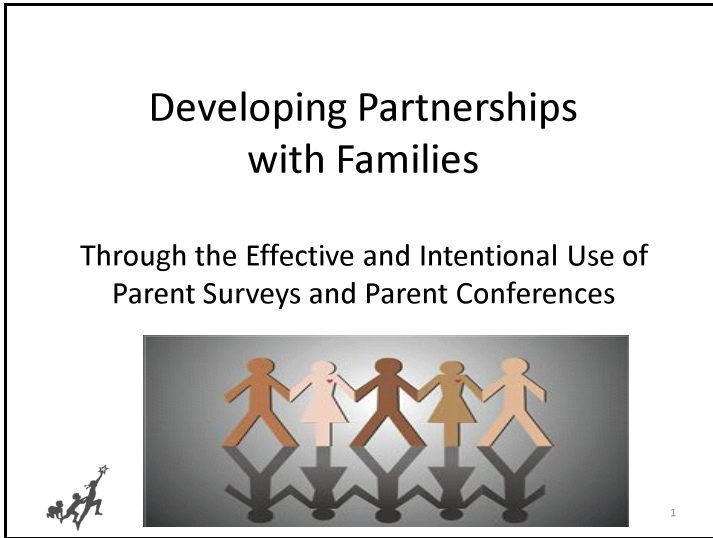 Developing Partnerships
with Families
Through the Effective and Intentional Use of
Parent Surveys and Parent Conferences
1